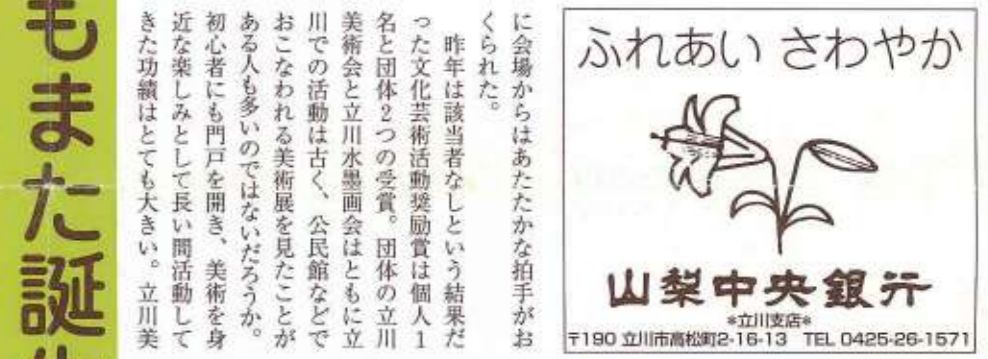 ふれあい さわやか
山梨中央銀行
*立川支店*
〒190 立川市高松町2-16-13 TEL 0425-26-1571
に会場からはあたたかな拍手がお
くられた。
昨年は該当者なしという結果だ
った文化芸術活動奨励賞は個人1
名と団体2つの受賞。団体の立川
美術会と立川水墨画会はともに立
川での活動は古く、公民館などで
おこなわれる美術展を見たことが
ある人も多いのではないだろうか。
初心者にも門戸を開き、美術を身
近な楽しみとして長い間活動して
きた功績はとても大きい。立川美
もまた誕生